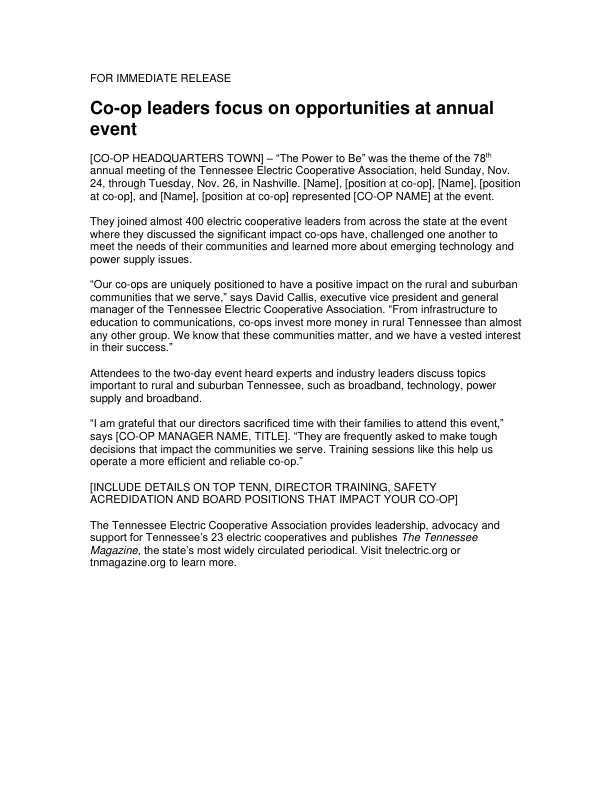 FOR IMMEDIATE RELEASE
Co-op leaders focus on opportunities at annual
event
[CO-OP HEADQUARTERS TOWN] – “The Power to Be” was the theme of the 78th
annual meeting of the Tennessee Electric Cooperative Association, held Sunday, Nov.
24, through Tuesday, Nov. 26, in Nashville. [Name], [position at co-op], [Name], [position
at co-op], and [Name], [position at co-op] represented [CO-OP NAME] at the event.
They joined almost 400 electric cooperative leaders from across the state at the event
where they discussed the significant impact co-ops have, challenged one another to
meet the needs of their communities and learned more about emerging technology and
power supply issues.
“Our co-ops are uniquely positioned to have a positive impact on the rural and suburban
communities that we serve,” says David Callis, executive vice president and general
manager of the Tennessee Electric Cooperative Association. “From infrastructure to
education to communications, co-ops invest more money in rural Tennessee than almost
any other group. We know that these communities matter, and we have a vested interest
in their success.”
Attendees to the two-day event heard experts and industry leaders discuss topics
important to rural and suburban Tennessee, such as broadband, technology, power
supply and broadband.
“I am grateful that our directors sacrificed time with their families to attend this event,”
says [CO-OP MANAGER NAME, TITLE]. “They are frequently asked to make tough
decisions that impact the communities we serve. Training sessions like this help us
operate a more efficient and reliable co-op.”
[INCLUDE DETAILS ON TOP TENN, DIRECTOR TRAINING, SAFETY
ACREDIDATION AND BOARD POSITIONS THAT IMPACT YOUR CO-OP]
The Tennessee Electric Cooperative Association provides leadership, advocacy and
support for Tennessee’s 23 electric cooperatives and publishes The Tennessee
Magazine, the state’s most widely circulated periodical. Visit tnelectric.org or
tnmagazine.org to learn more.